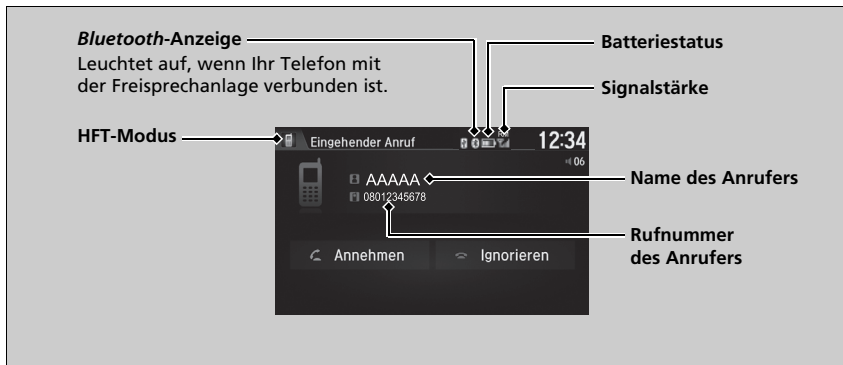 Bluetooth-Anzeige
Leuchtet auf, wenn Ihr Telefon mit
der Freisprechanlage verbunden ist.
HFT-Modus
Batteriestatus
Signalstärke
Eingehender Anruf
12:34
06
AAAAA
08012345678
Name des Anrufers
Rufnummer
des Anrufers
Annehmen
Ignorieren